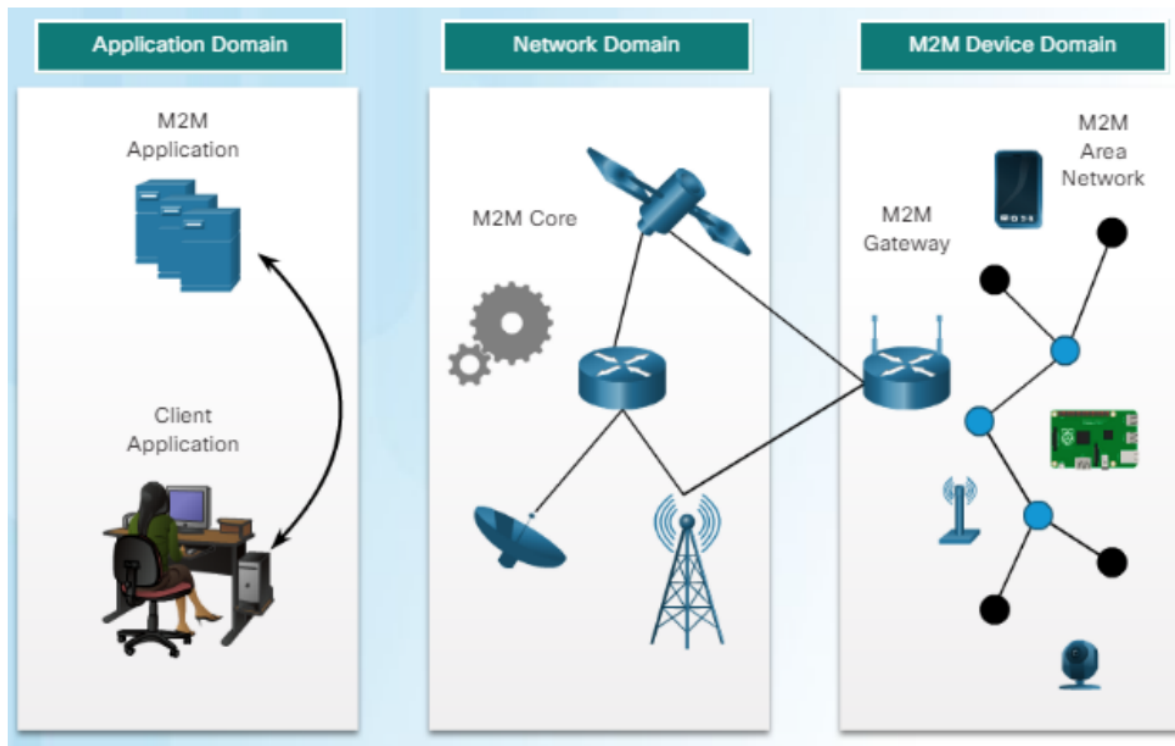 Application Domain
Network Domain
M2M Device Domain
M2M
Application
Client
Application
M2M Core
M2M
Gateway
M2M
Area
Network